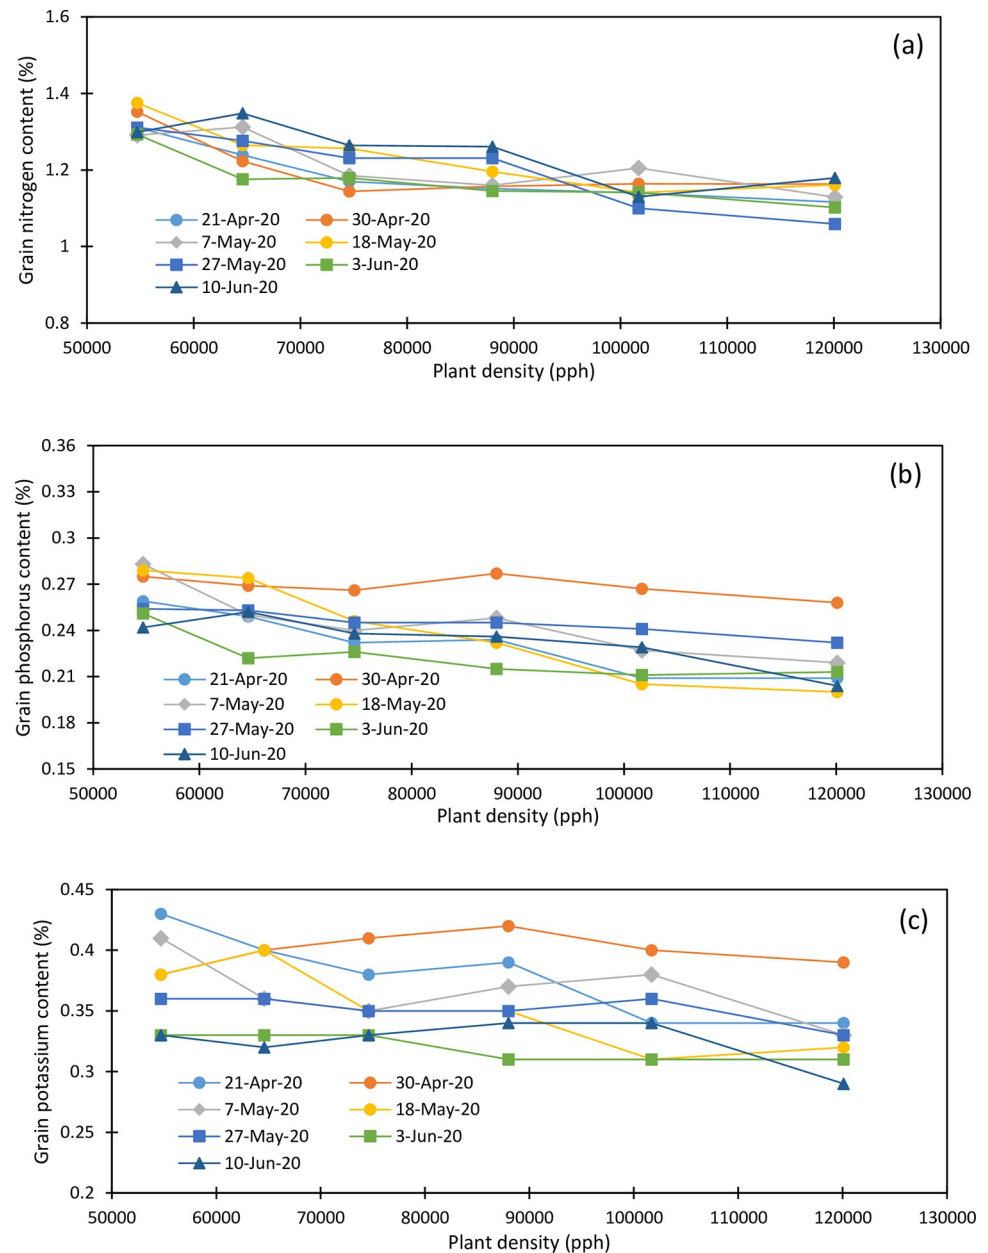 1.6
(a)
1.4
1.2
1
0.8
Grain nitrogen content (%)
21-Apr-20 30-Apr-20
7-May-20 18-May-20
27-May-20 3-Jun-20
10-Jun-20
50000 60000 70000 80000 90000 100000 110000 120000 130000
Plant density (pph)
0.36
(b)
0.33
0.3
0.27
0.24
0.21
0.18
0.15
Grain phosphorus content (%)
21-Apr-20 30-Apr-20
7-May-20 18-May-20
27-May-20 3-Jun-20
10-Jun-20
50000 60000 70000 80000 90000 100000 110000 120000 130000
Plant density (pph)
0.45
(c)
0.4
0.35
0.3
0.25
0.2
Grain potassium content (%)
21-Apr-20 30-Apr-20
7-May-20 18-May-20
27-May-20 3-Jun-20
10-Jun-20
50000 60000 70000 80000 90000 100000 110000 120000 130000
Plant density (pph)